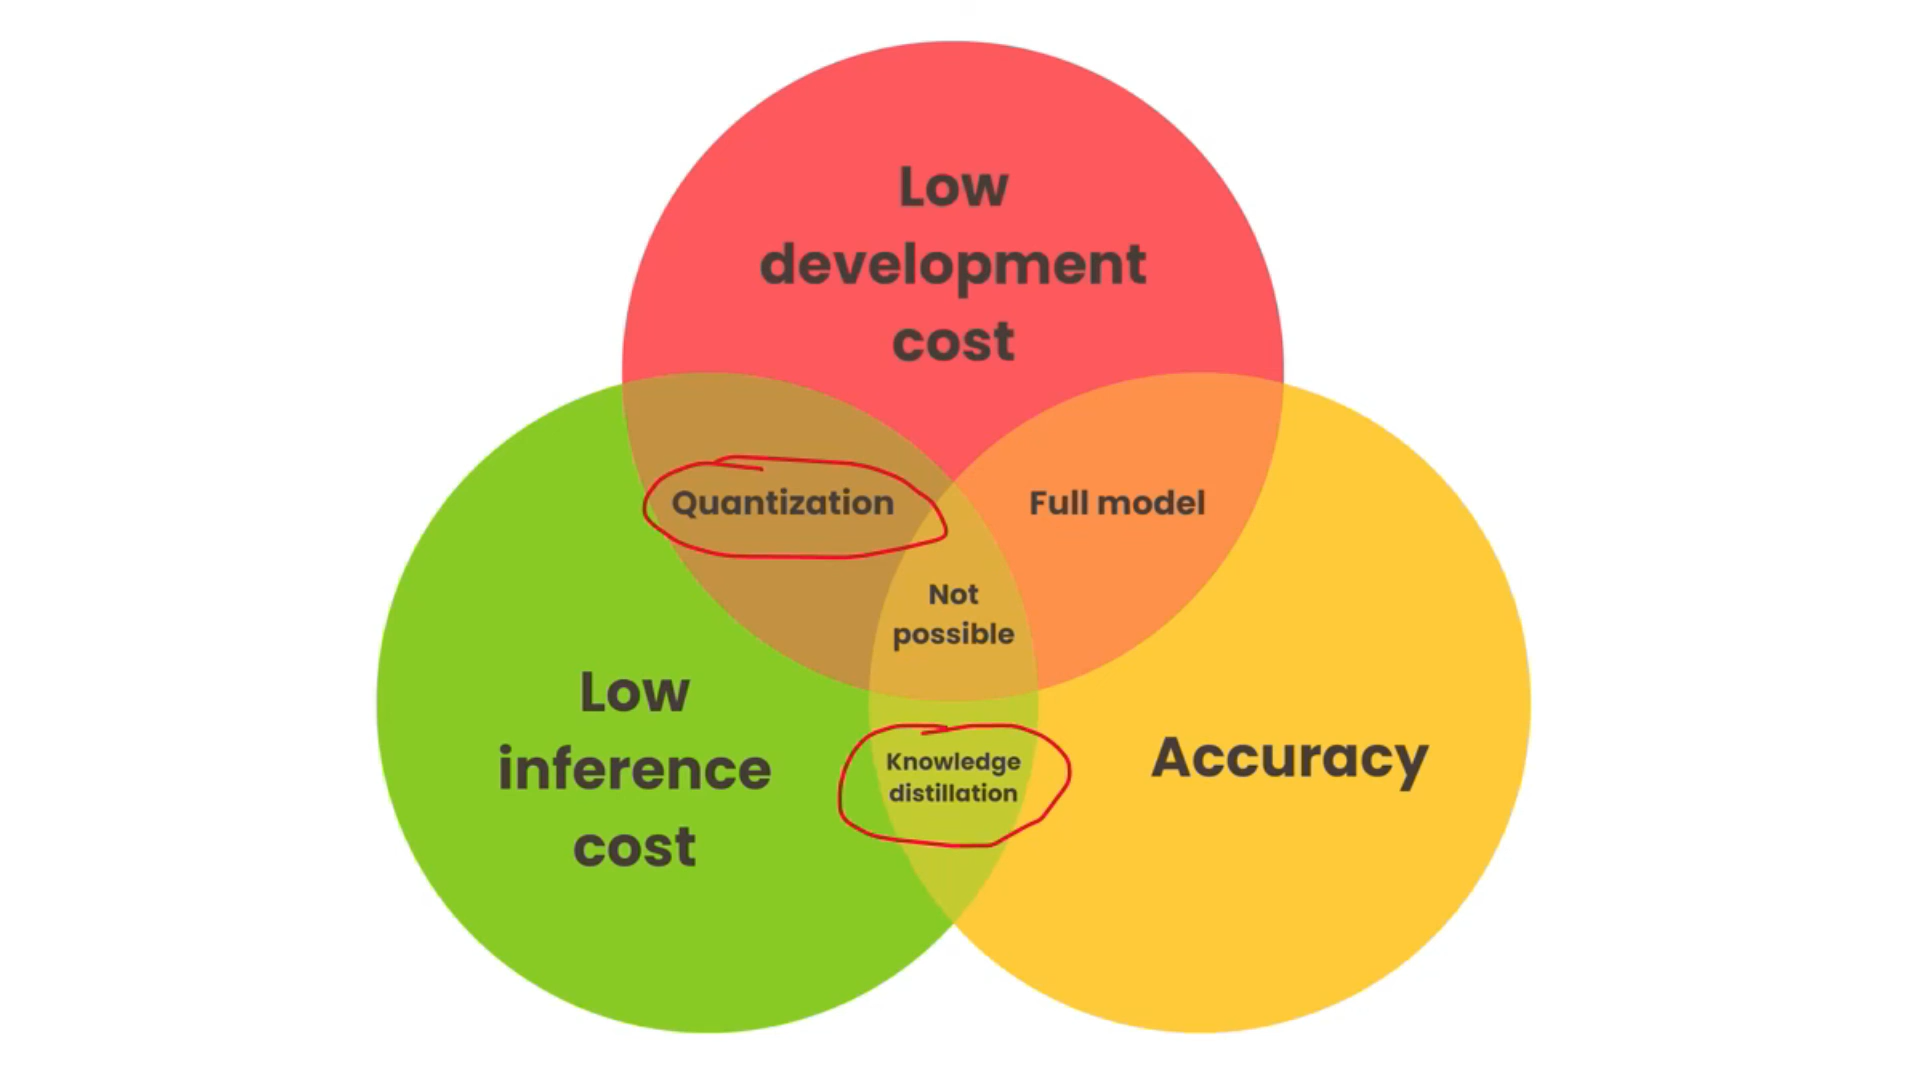 Low
development
cost
Quantization
Full model
Not
possible
Low
inference
cost
Knowledge
distillation
Accuracy